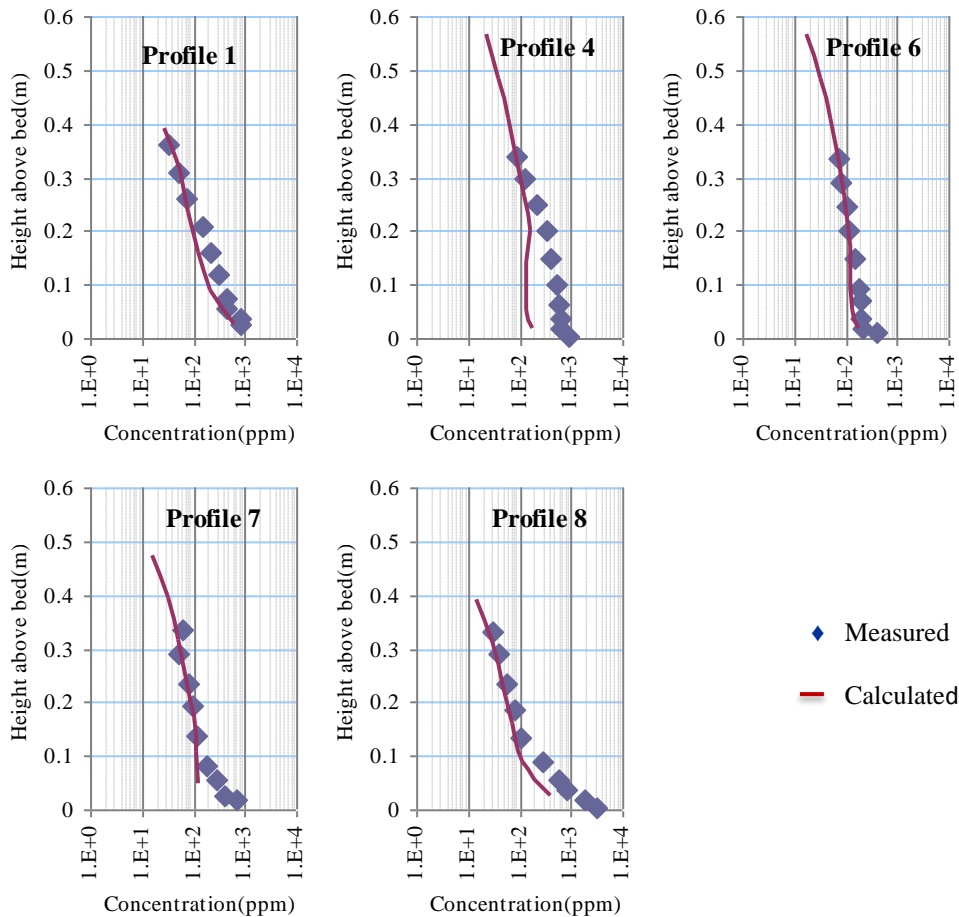 Profile 1
Height above bed(m)
0.6
0.5
0.4
0.3
0.2
0.1
0
1.E+0
1.E+1
1.E+2
1.E+3
1.E+4
Concentration(ppm)
Profile 4
Height above bed(m)
0.6
0.5
0.4
0.3
0.2
0.1
0
1.E+0
1.E+1
1.E+2
1.E+3
1.E+4
Concentration(ppm)
Profile 6
Height above bed(m)
0.6
0.5
0.4
0.3
0.2
0.1
0
1.E+0
1.E+1
1.E+2
1.E+3
1.E+4
Concentration(ppm)
Profile 7
Height above bed(m)
0.6
0.5
0.4
0.3
0.2
0.1
0
1.E+0
1.E+1
1.E+2
1.E+3
1.E+4
Concentration(ppm)
Profile 8
Height above bed(m)
0.6
0.5
0.4
0.3
0.2
0.1
0
1.E+0
1.E+1
1.E+2
1.E+3
1.E+4
Concentration(ppm)
Measured
Calculated